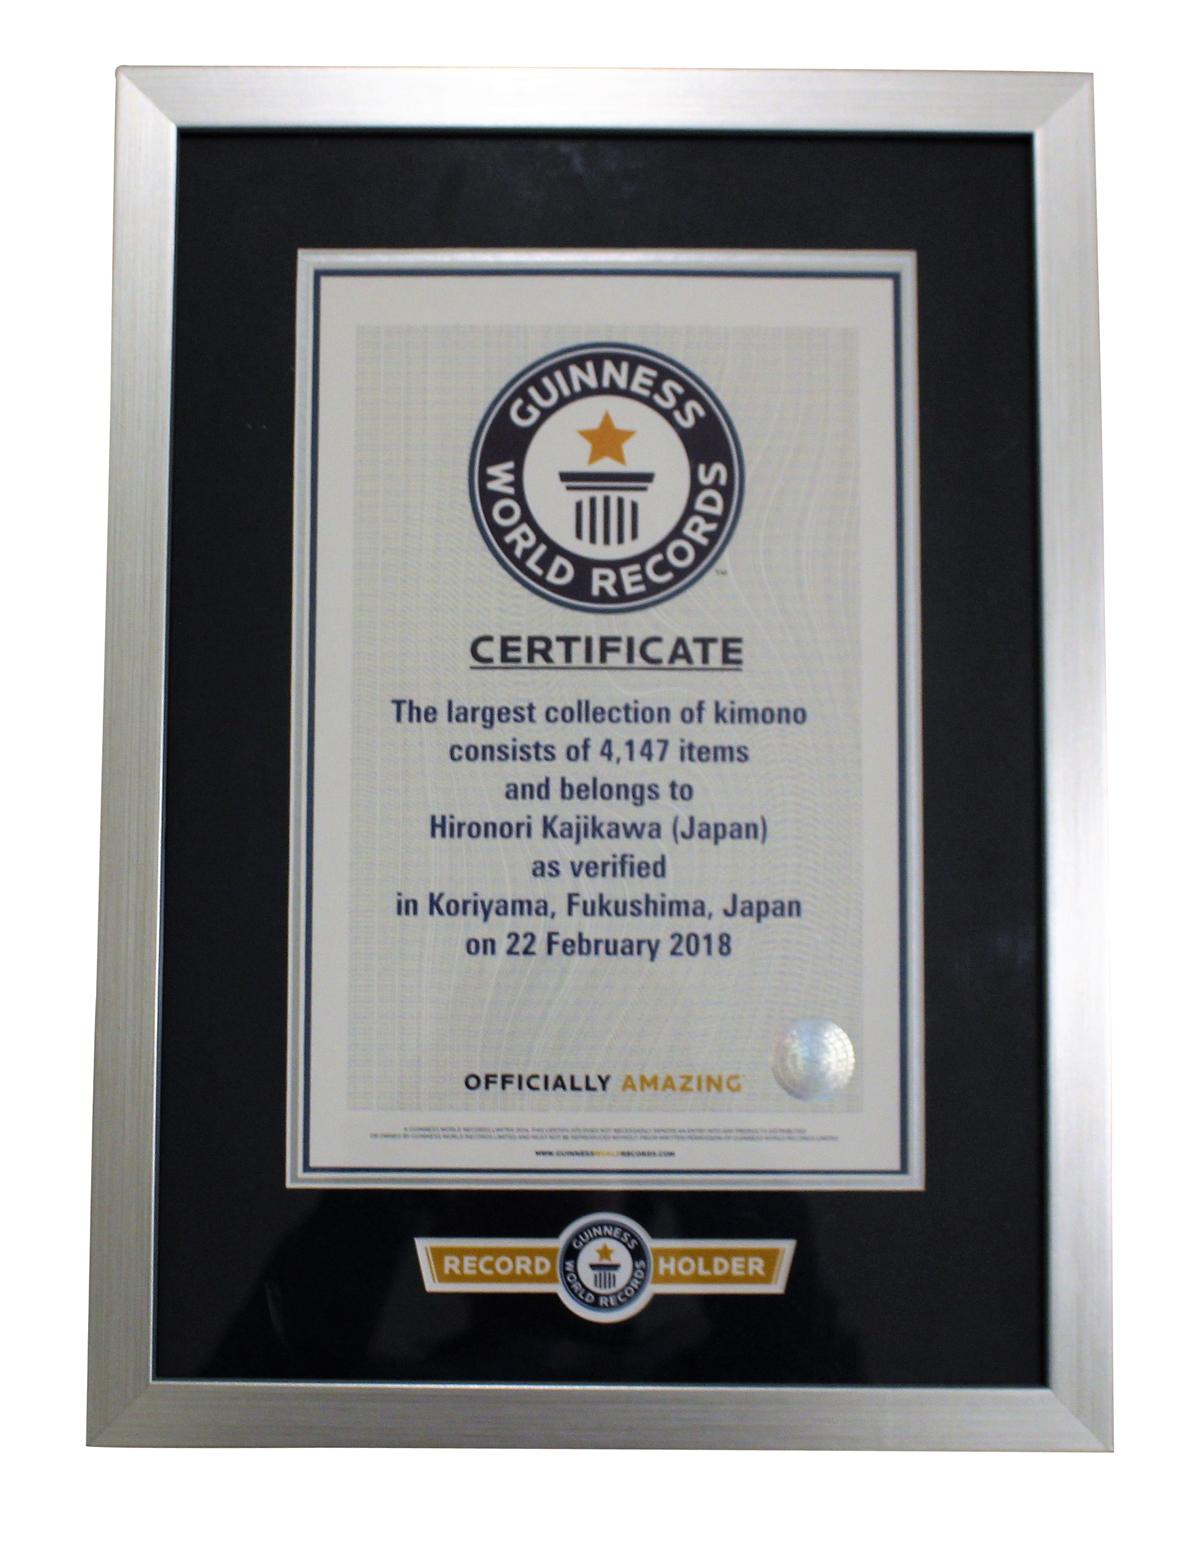 GUINNESS
WORLD RECORDS
™
CERTIFICATE
The largest collection of kimono
consists of 4,147 items
and belongs to
Hironori Kajikawa (Japan)
as verified
in Koriyama, Fukushima, Japan
on 22 February 2018
OFFICIALLY AMAZING
WWW.GUINNESSWORLDRECORDS.COM
RECORD HOLDER
GUINNESS
WORLD RECORDS